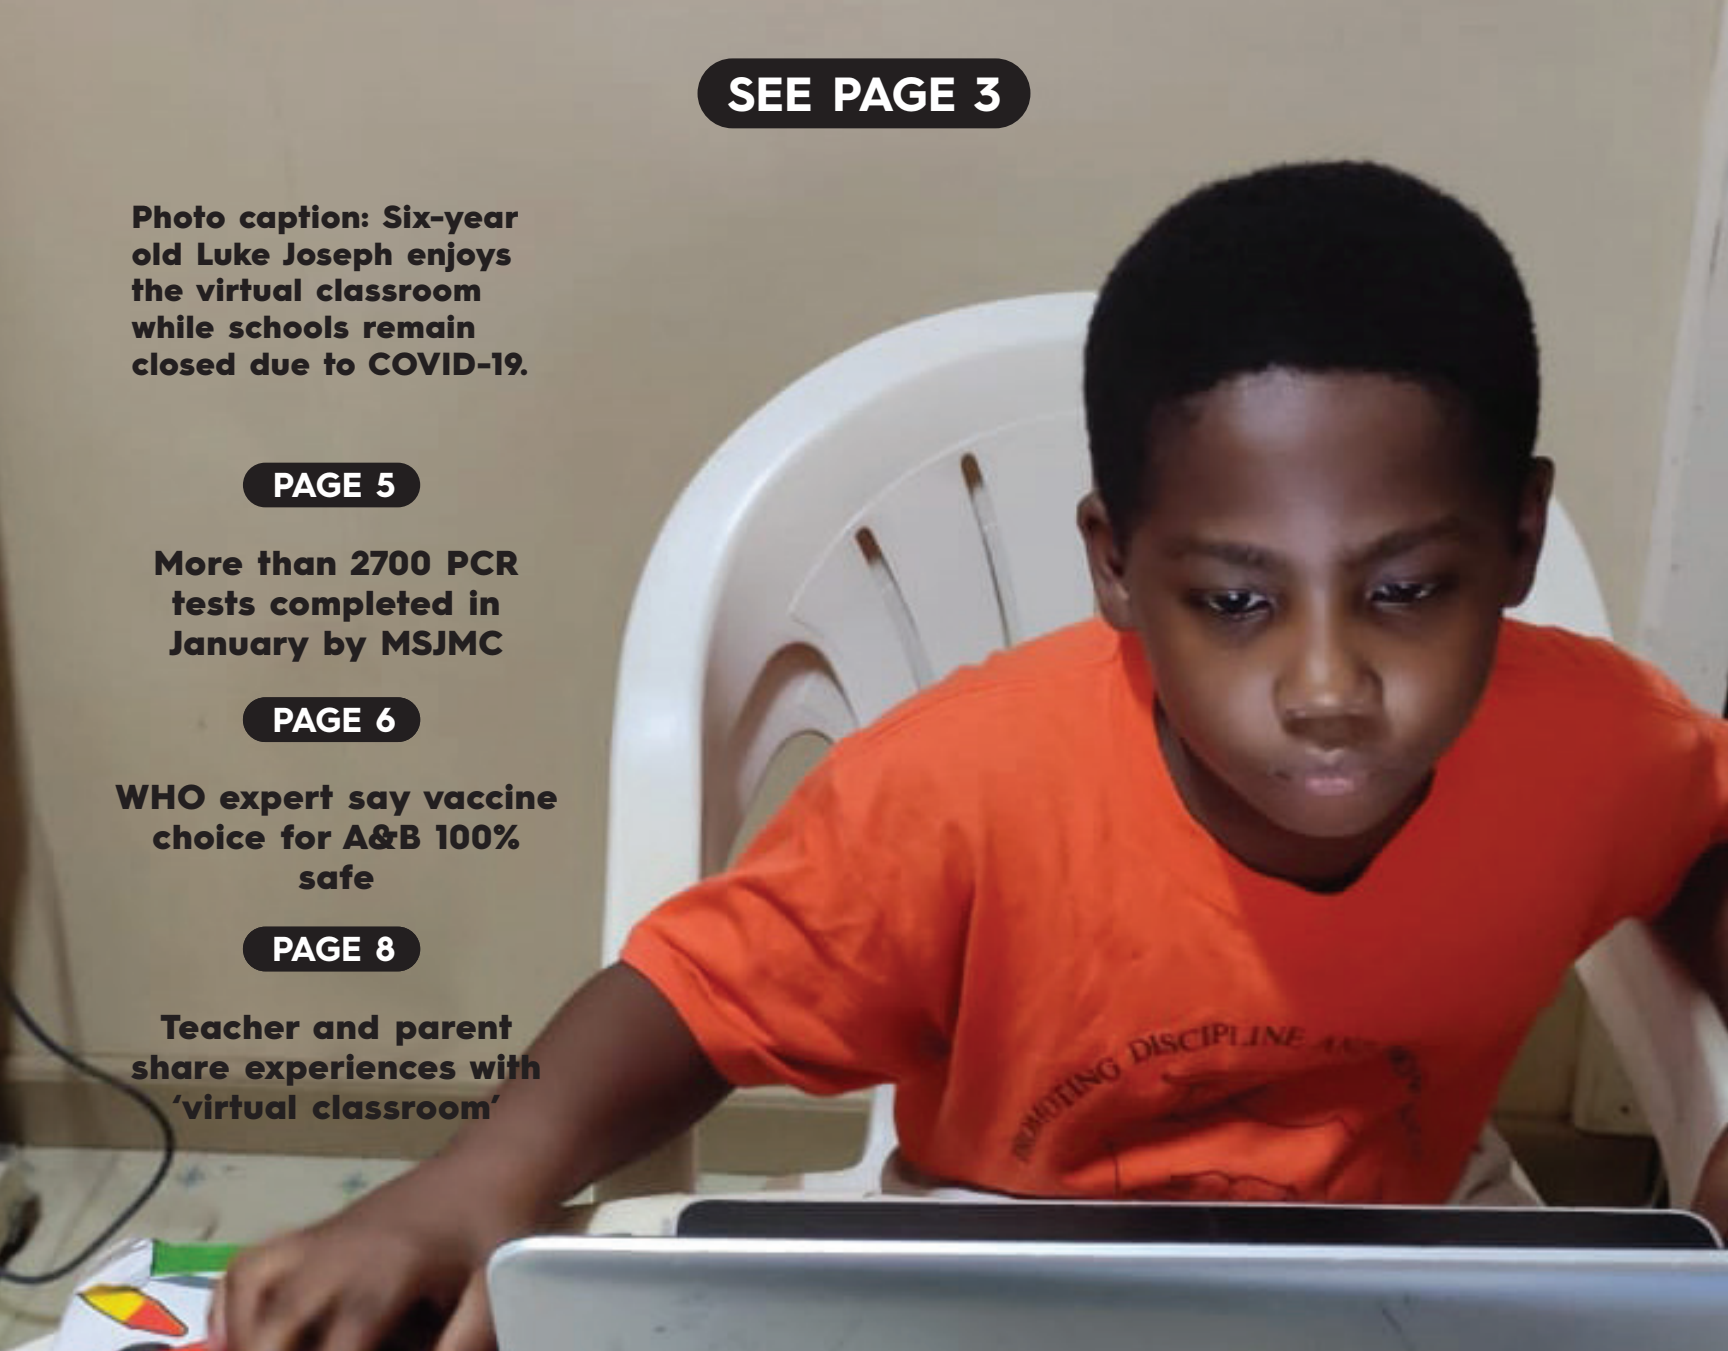 SEE PAGE 3
Photo caption: Six-year
old Luke Joseph enjoys
the virtual classroom
while schools remain
closed due to COVID-19.
PAGE 5
More than 2700 PCR
tests completed in
January by MSJMC
PAGE 6
WHO expert say vaccine
choice for A&B 100%
safe
PAGE 8
Teacher and parent
share experiences with
‘virtual classroom’
PROMOTING DISCIPLINE